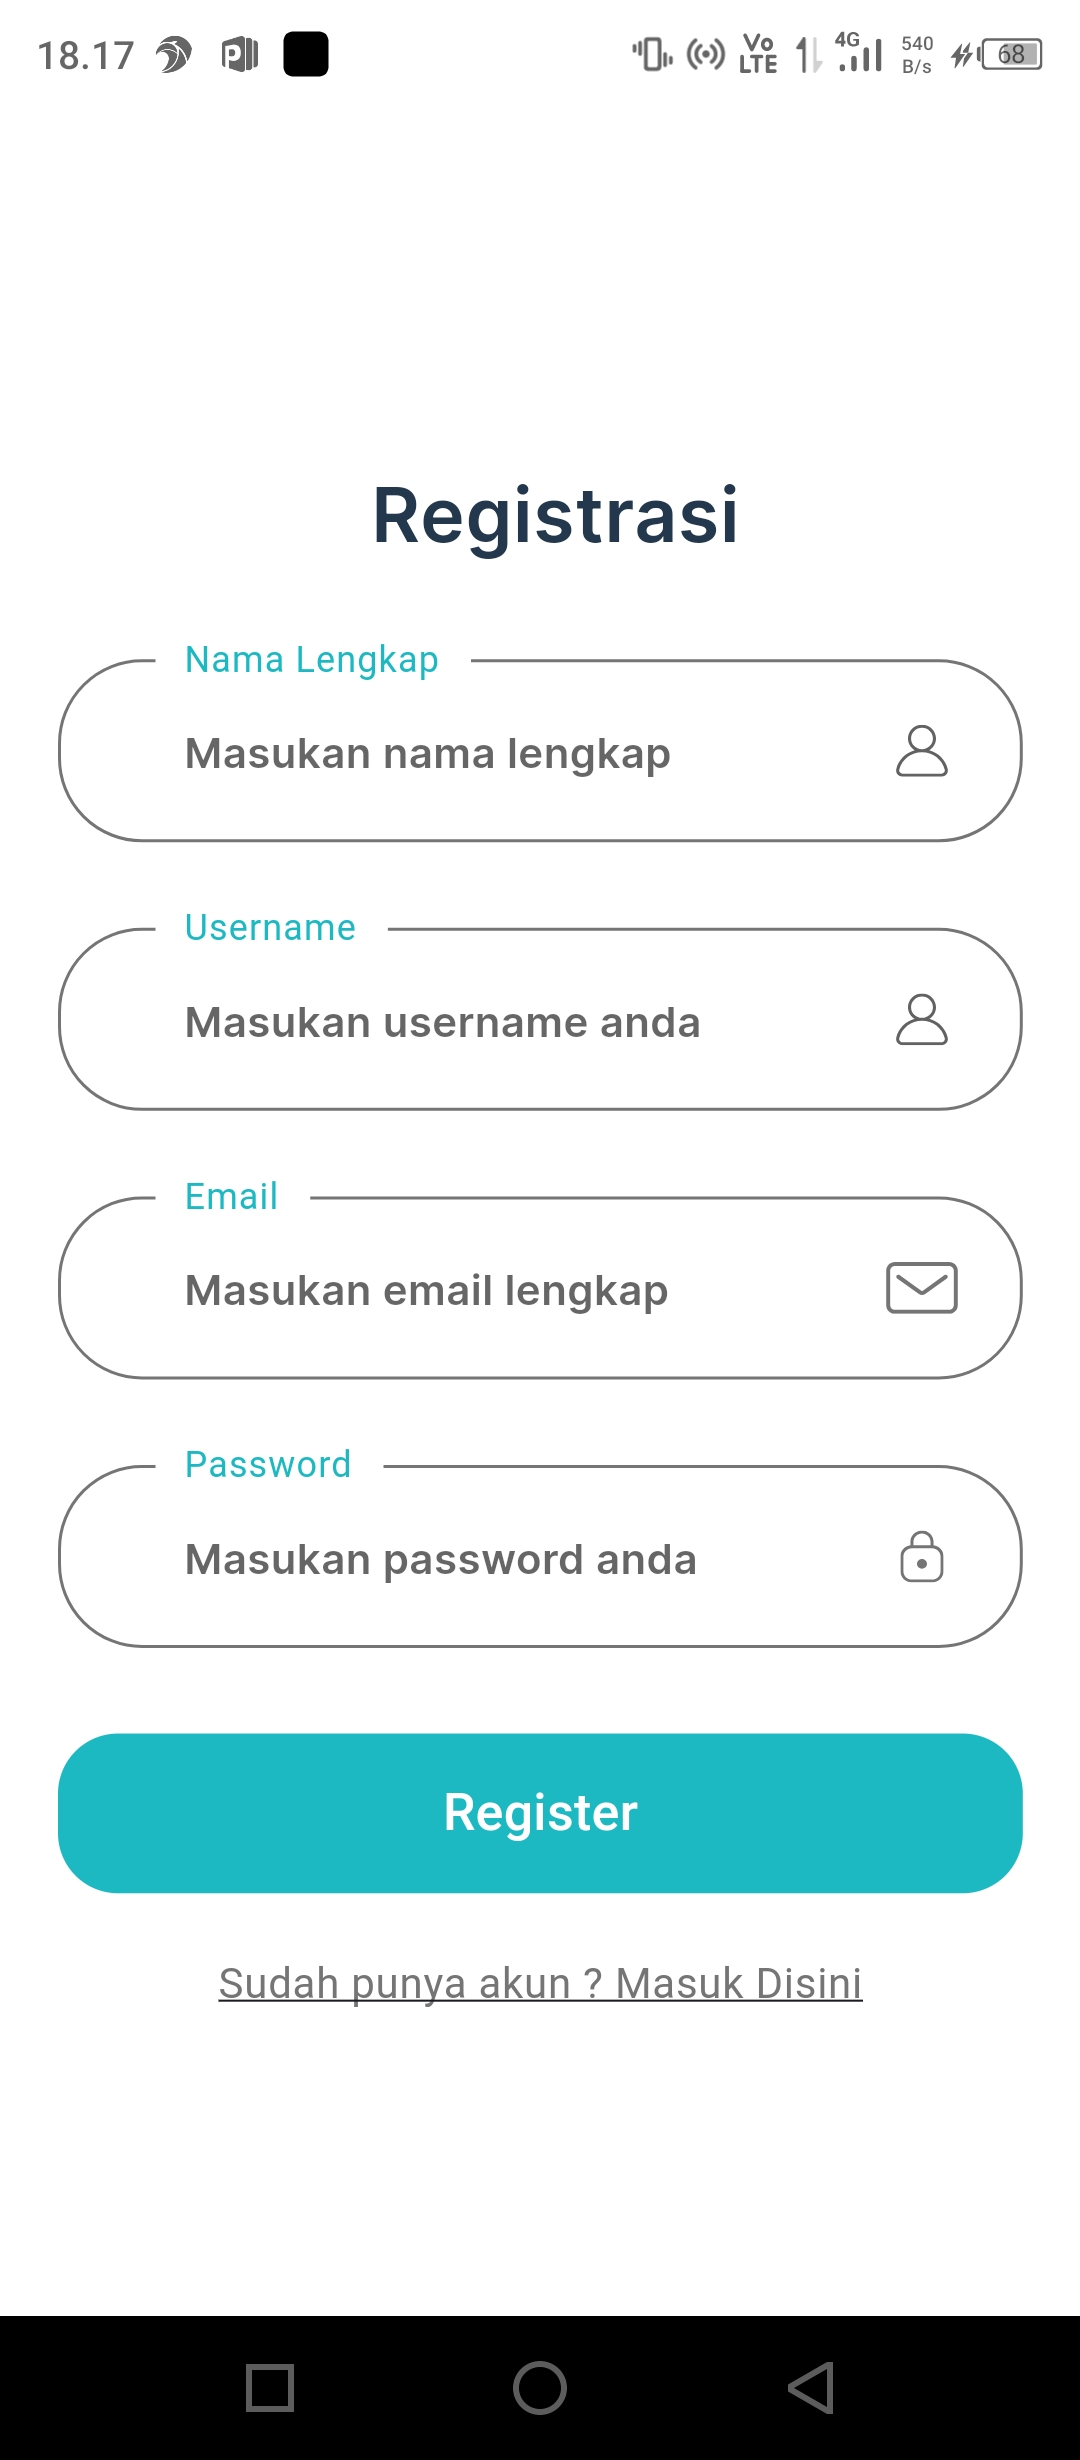 18.17 Vo LTE 4G 540 B/s 68
Registrasi
Nama Lengkap
Masukan nama lengkap
Username
Masukan username anda
Email
Masukan email lengkap
Password
Masukan password anda
Register
Sudah punya akun ? Masuk Disini